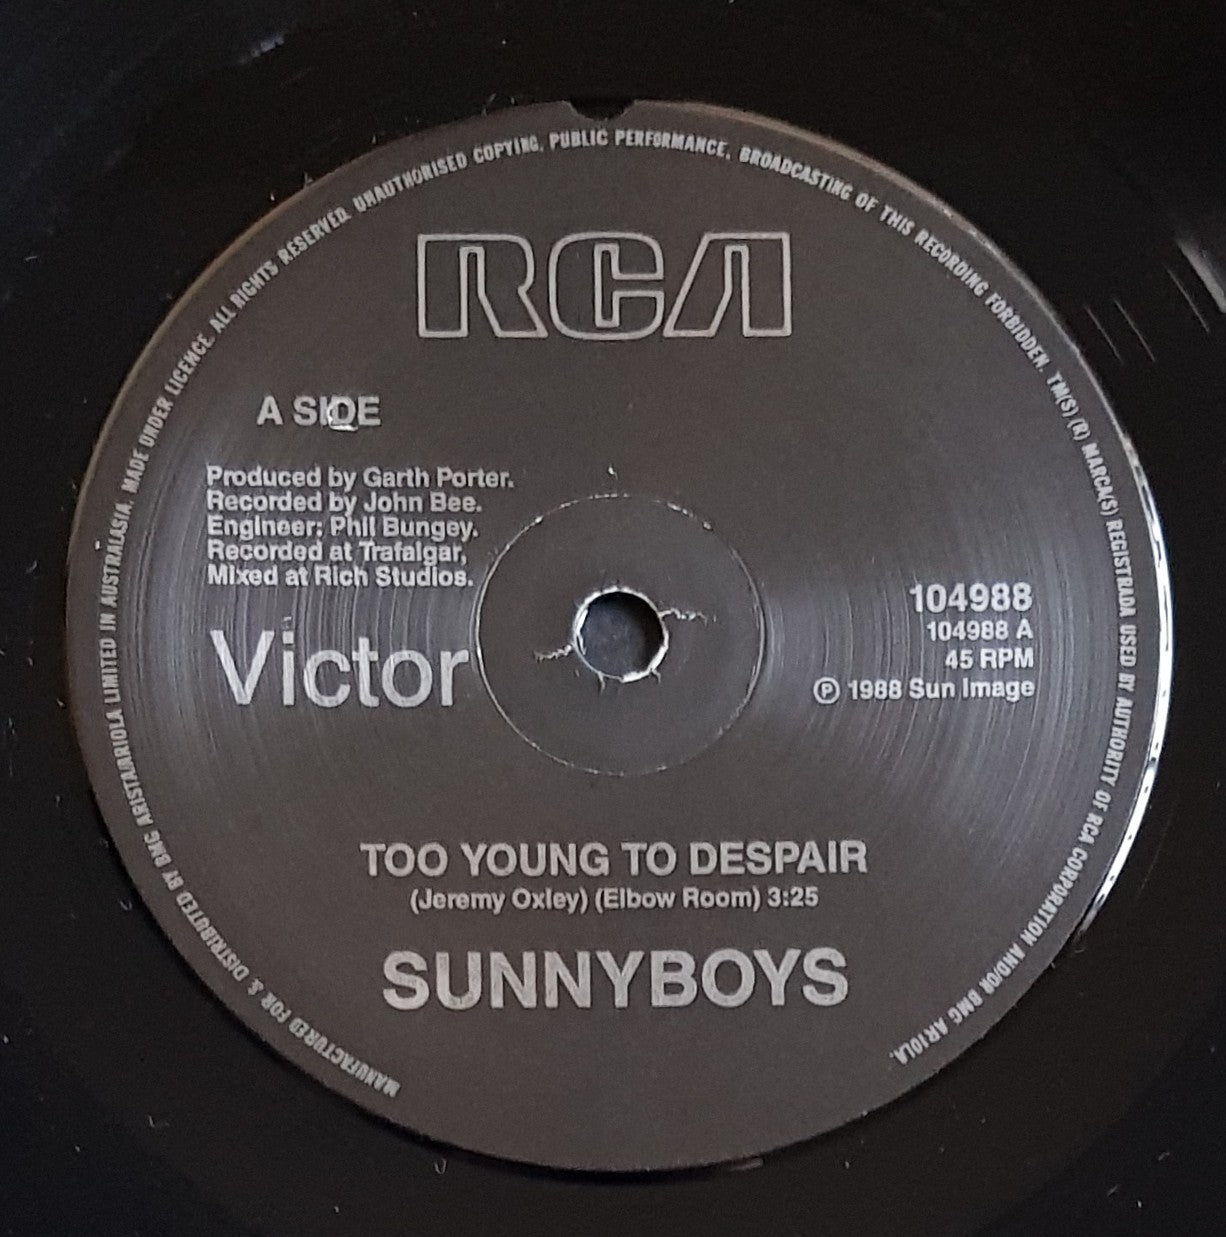 MANUFACTURED FOR & DISTRIBUTED BY BMG ARISTA/ARIOLA LIMITED IN AUSTRALASIA. MADE UNDER LICENCE. ALL RIGHTS RESERVED. UNAUTHORISED COPYING, PUBLIC PERFORMANCE, BROADCASTING OF THIS RECORDING FORBIDDEN. TM(S) (R) MARCA(S) REGISTRADA USED BY AUTHORITY OF RCA CORPORATION AND/OR BMG ARIOLA.
RCA
A SIDE
Produced by Garth Porter.
Recorded by John Bee.
Engineer: Phil Bungey.
Recorded at Trafalgar,
Mixed at Rich Studios.
Victor
104988
104988 A
45 RPM
℗ 1988 Sun Image
TOO YOUNG TO DESPAIR
(Jeremy Oxley) (Elbow Room) 3:25
SUNNYBOYS